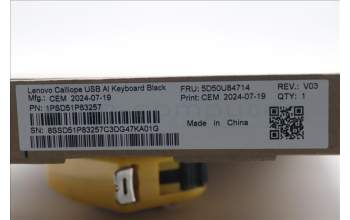 Lenovo Calliope USB AI Keyboard Black
Mfg.: CEM 2024-07-19
PN: 1PSD51P83257
FRU: 5D50U84714 REV.: V03
Print: CEM 2024-07-19 QTY: 1
Made in China
SN: 8SSD51P83257C3DG47KA01G